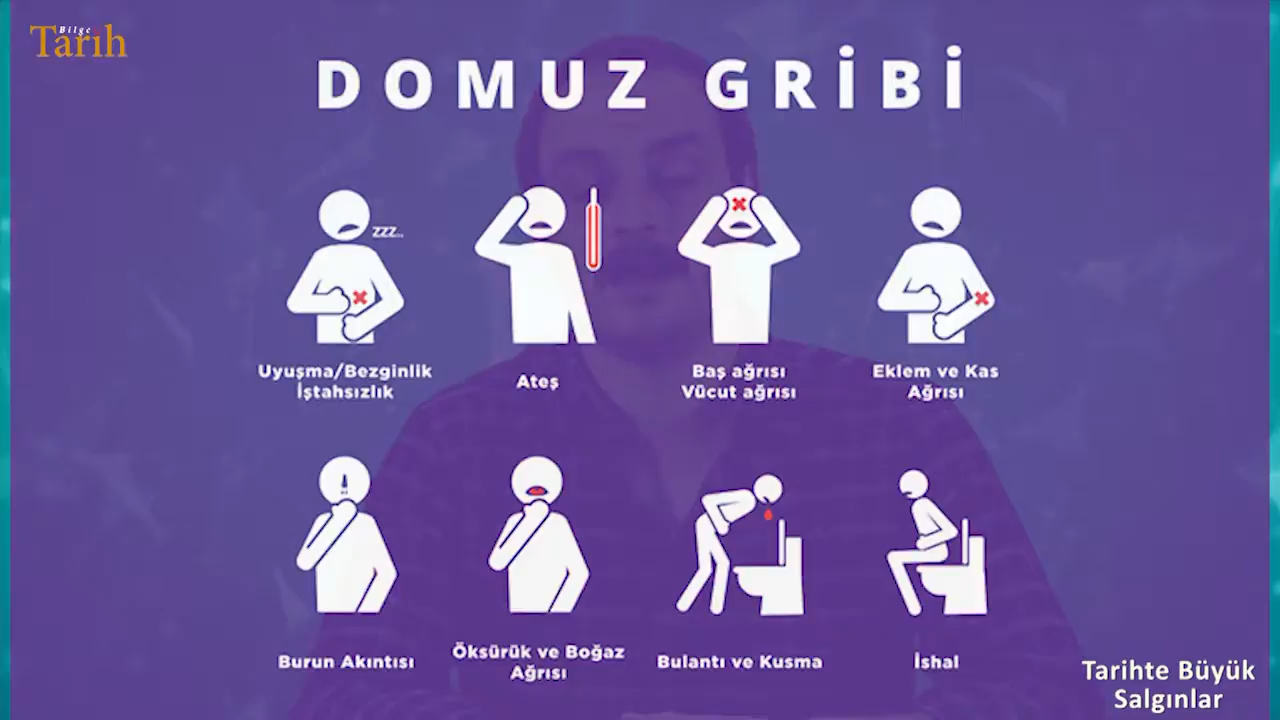 Bilge
Tarih
DOMUZ GRİBİ
zzz..
Uyuşma/Bezginlik
İştahsızlık
Ateş
Baş ağrısı
Vücut ağrısı
Eklem ve Kas
Ağrısı
Burun Akıntısı
Öksürük ve Boğaz
Ağrısı
Bulantı ve Kusma
İshal
Tarihte Büyük
Salgınlar